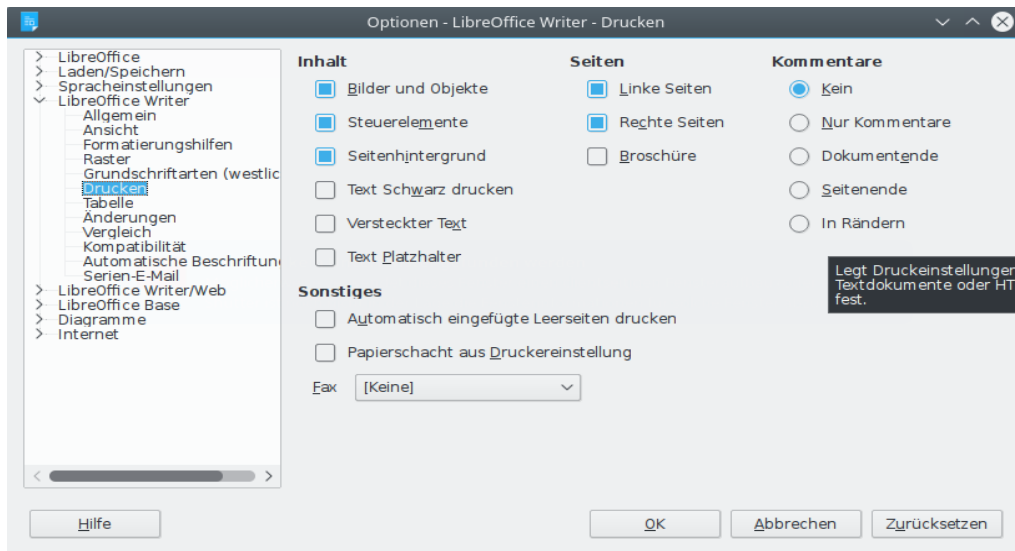 Optionen - LibreOffice Writer - Drucken
LibreOffice
Laden/Speichern
Spracheinstellungen
LibreOffice Writer
Allgemein
Ansicht
Formatierungshilfen
Raster
Grundschriftarten (westlic
Drucken
Tabelle
Änderungen
Vergleich
Kompatibilität
Automatische Beschriftun
Serien-E-Mail
LibreOffice Writer/Web
LibreOffice Base
Diagramme
Internet
Inhalt
Bilder und Objekte
Steuerelemente
Seitenhintergrund
Text Schwarz drucken
Versteckter Text
Text Platzhalter
Seiten
Linke Seiten
Rechte Seiten
Broschüre
Kommentare
Kein
Nur Kommentare
Dokumentende
Seitenende
In Rändern
Legt Druckeinstellunger
Textdokumente oder HT
fest.
Sonstiges
Automatisch eingefügte Leerseiten drucken
Papierschacht aus Druckereinstellung
Fax [Keine]
Hilfe OK Abbrechen Zurücksetzen